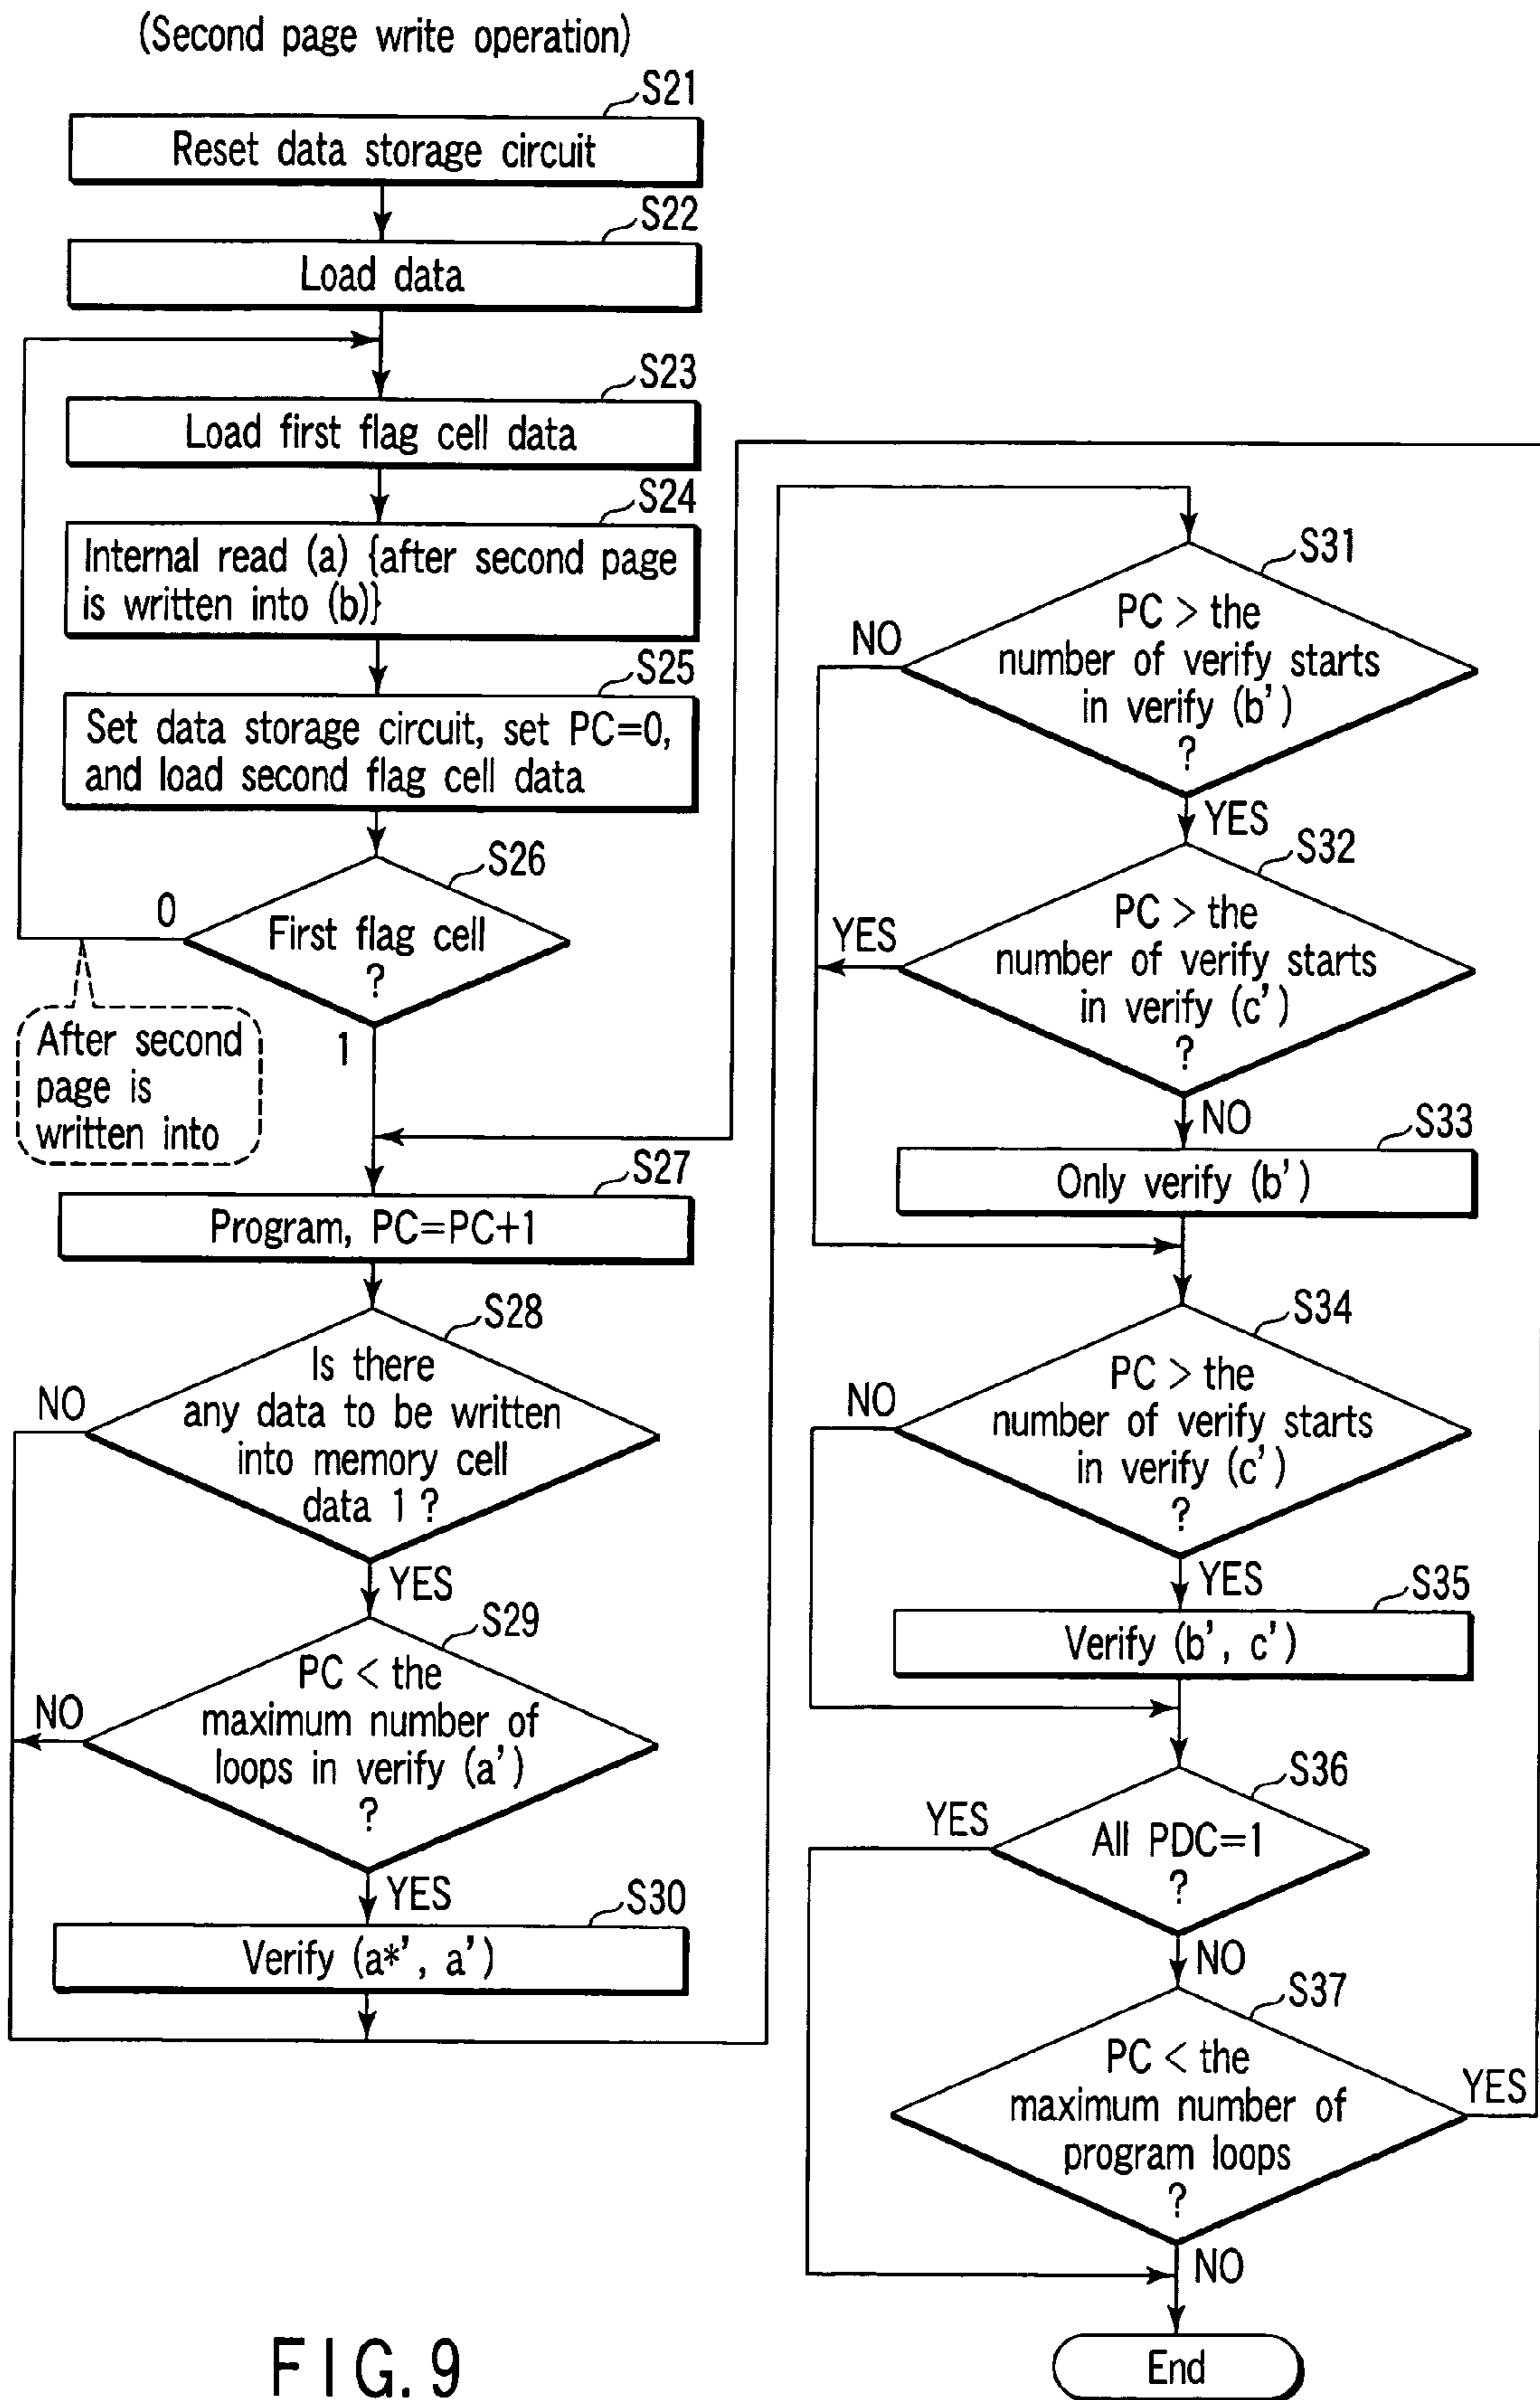 (Second page write operation)
S21
Reset data storage circuit
S22
Load data
S23
Load first flag cell data
S24
Internal read (a) {after second page
is written into (b)}
S25
Set data storage circuit, set PC=0,
and load second flag cell data
S26
0
First flag cell
?
After second
page is
written into
1
S27
Program, PC=PC+1
S28
NO
Is there
any data to be written
into memory cell
data 1 ?
YES
S29
NO
PC < the
maximum number of
loops in verify (a')
?
YES
S30
Verify (a*', a')
S31
NO
PC > the
number of verify starts
in verify (b')
?
YES
S32
YES
PC > the
number of verify starts
in verify (c')
?
NO
S33
Only verify (b')
S34
NO
PC > the
number of verify starts
in verify (c')
?
YES
S35
Verify (b', c')
S36
YES
All PDC=1
?
NO
S37
PC < the
maximum number of
program loops
?
YES
NO
End
FIG. 9